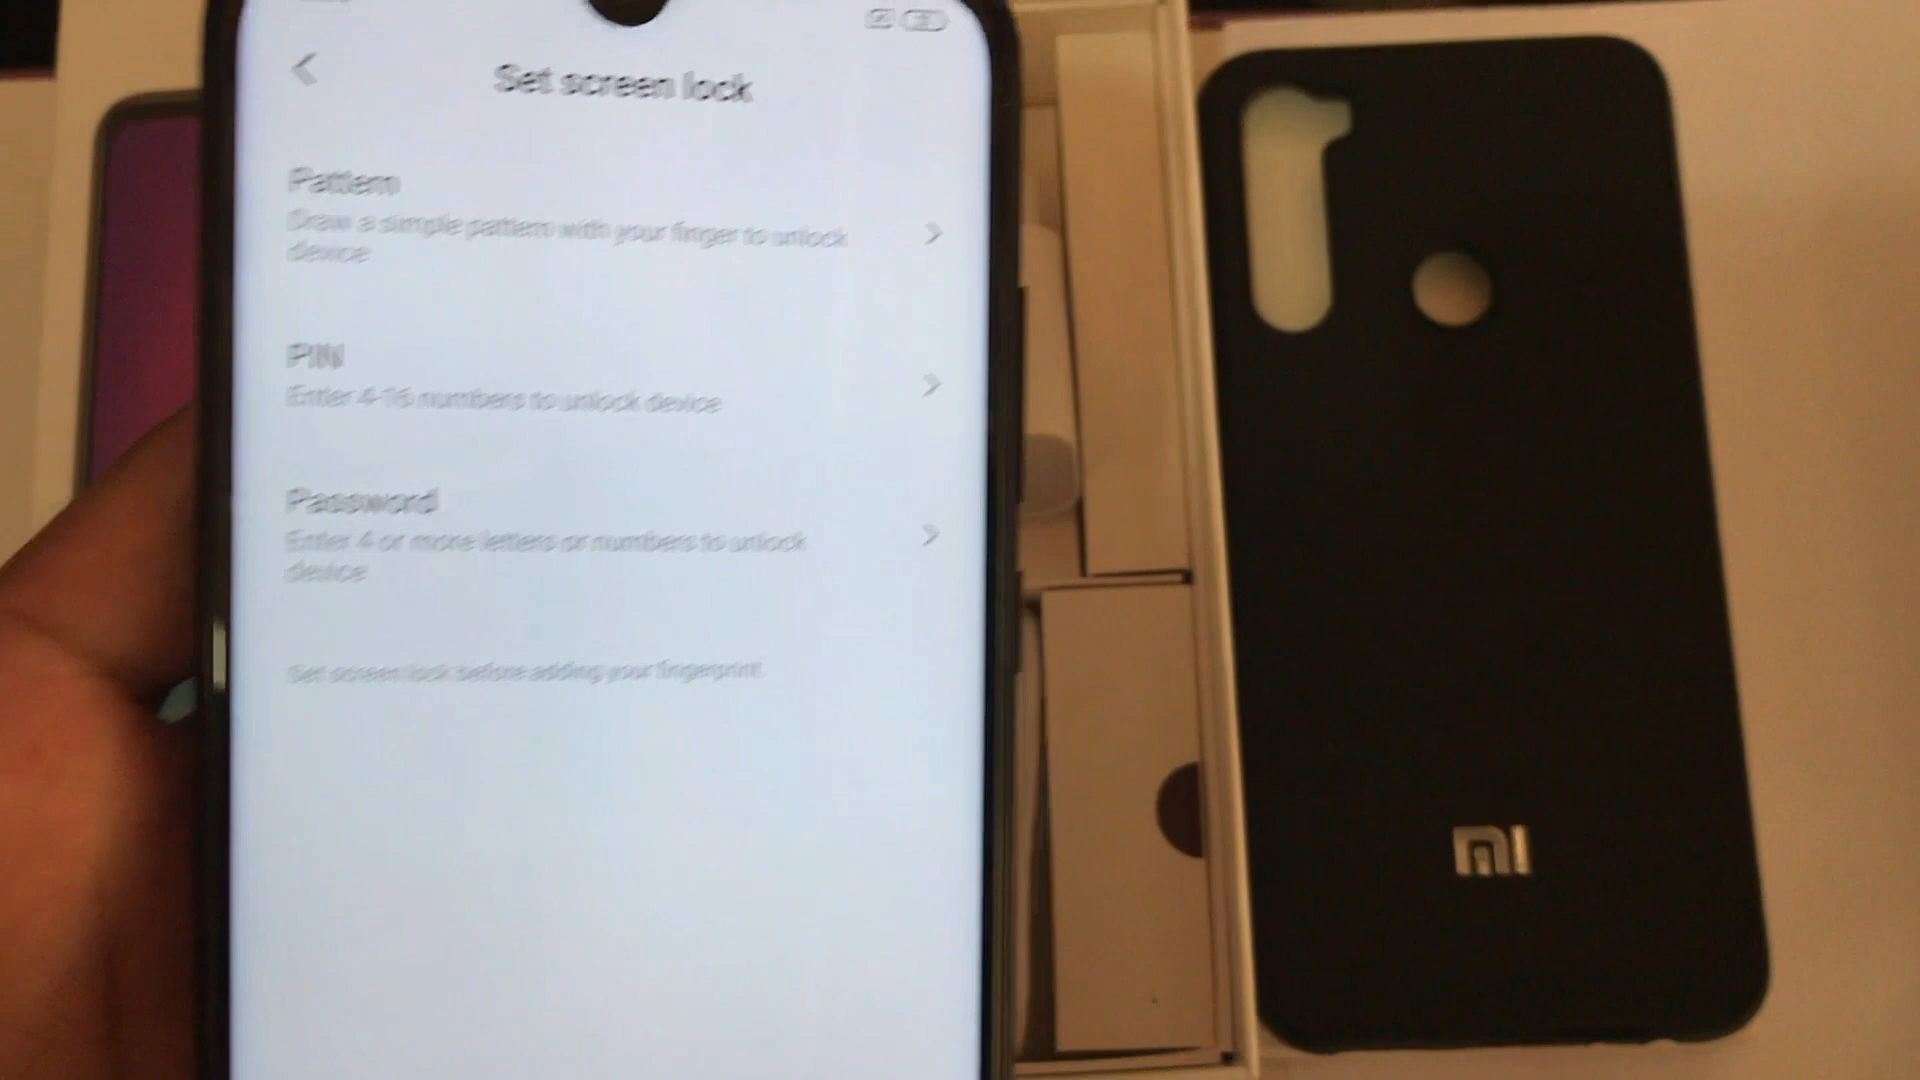 Set screen lock
Pattern
Draw a simple pattern with your finger to unlock
device
PIN
Enter 4-16 numbers to unlock device
Password
Enter 4 or more letters or numbers to unlock
device
Set screen lock before adding your fingerprint.
MI